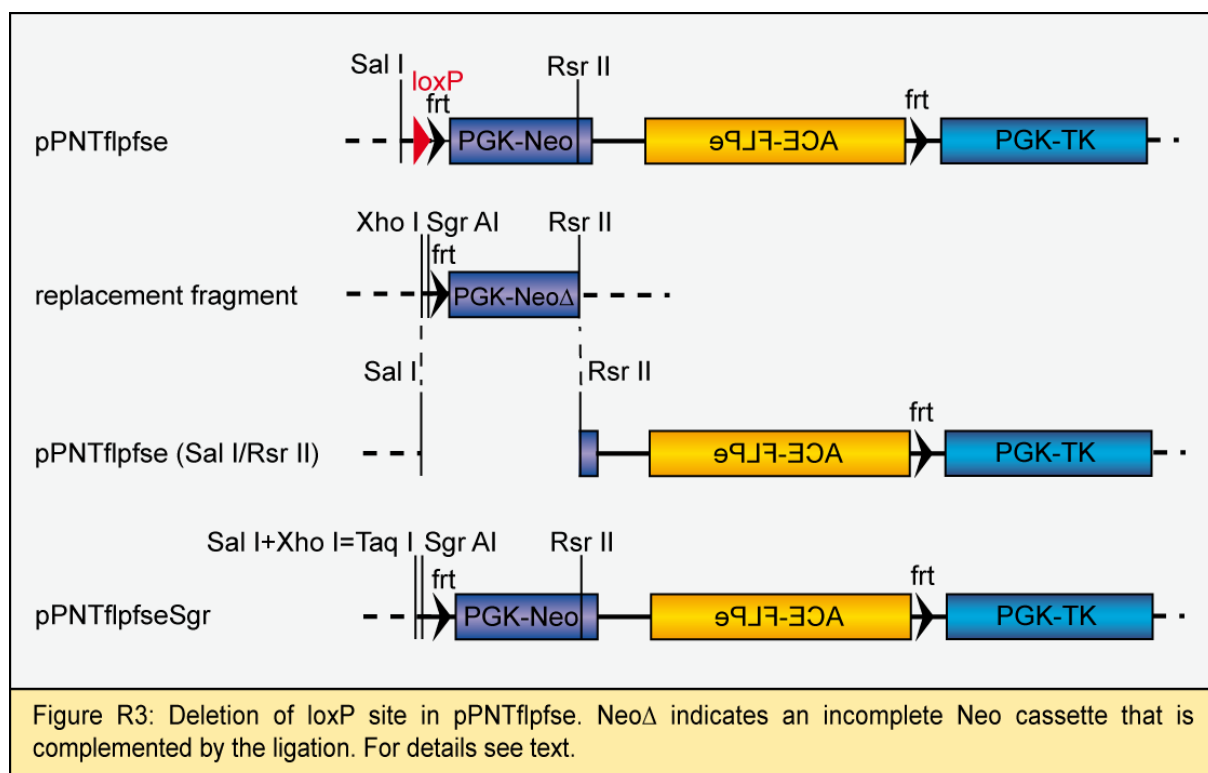 Sal I
loxP
frt
Rsr II
frt
pPNTflpfse
PGK-Neo
ACE-FLPe
PGK-TK
Xho I Sgr AI
Rsr II
frt
replacement fragment
PGK-Neo∆
Sal I
Rsr II
frt
pPNTflpfse (Sal I/Rsr II)
ACE-FLPe
PGK-TK
Sal I+Xho I=Taq I Sgr AI
Rsr II
frt
frt
pPNTflpfseSgr
PGK-Neo
ACE-FLPe
PGK-TK
Figure R3: Deletion of loxP site in pPNTflpfse. Neo∆ indicates an incomplete Neo cassette that is
complemented by the ligation. For details see text.